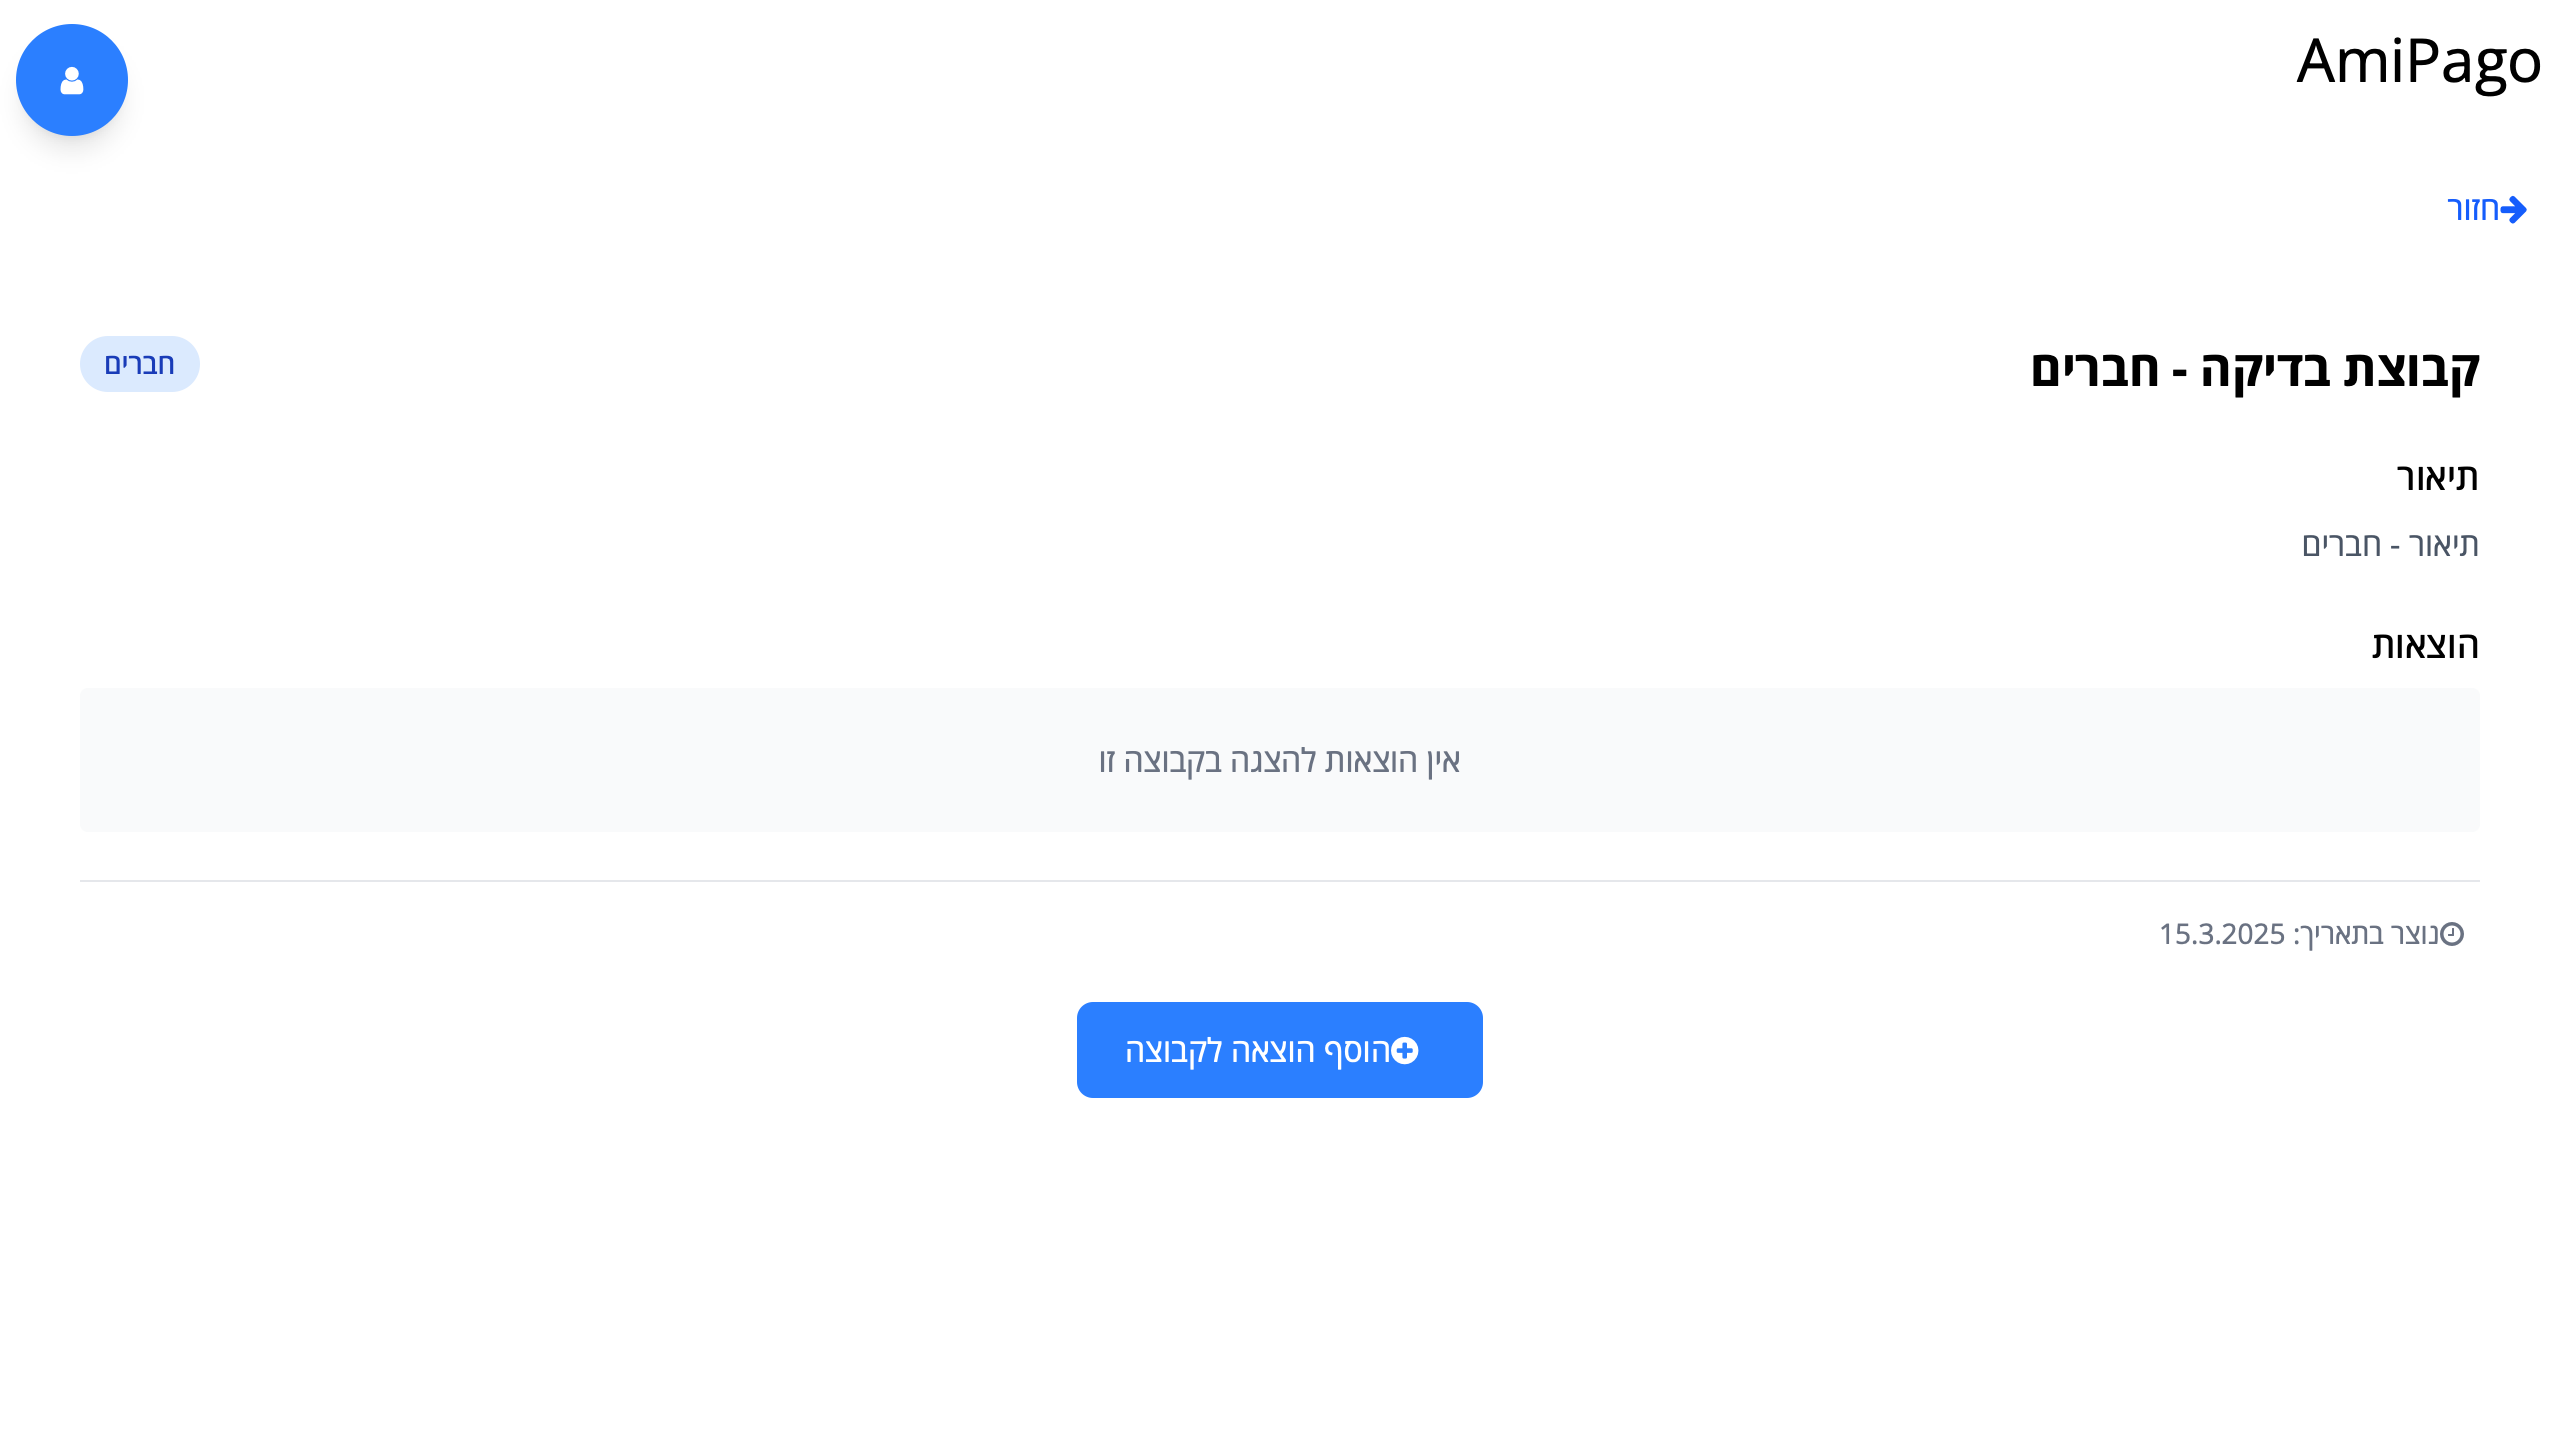 AmiPago
חזור
קבוצת בדיקה - חברים
חברים
תיאור
תיאור - חברים
הוצאות
אין הוצאות להצגה בקבוצה זו
נוצר בתאריך: 15.3.2025
הוסף הוצאה לקבוצה